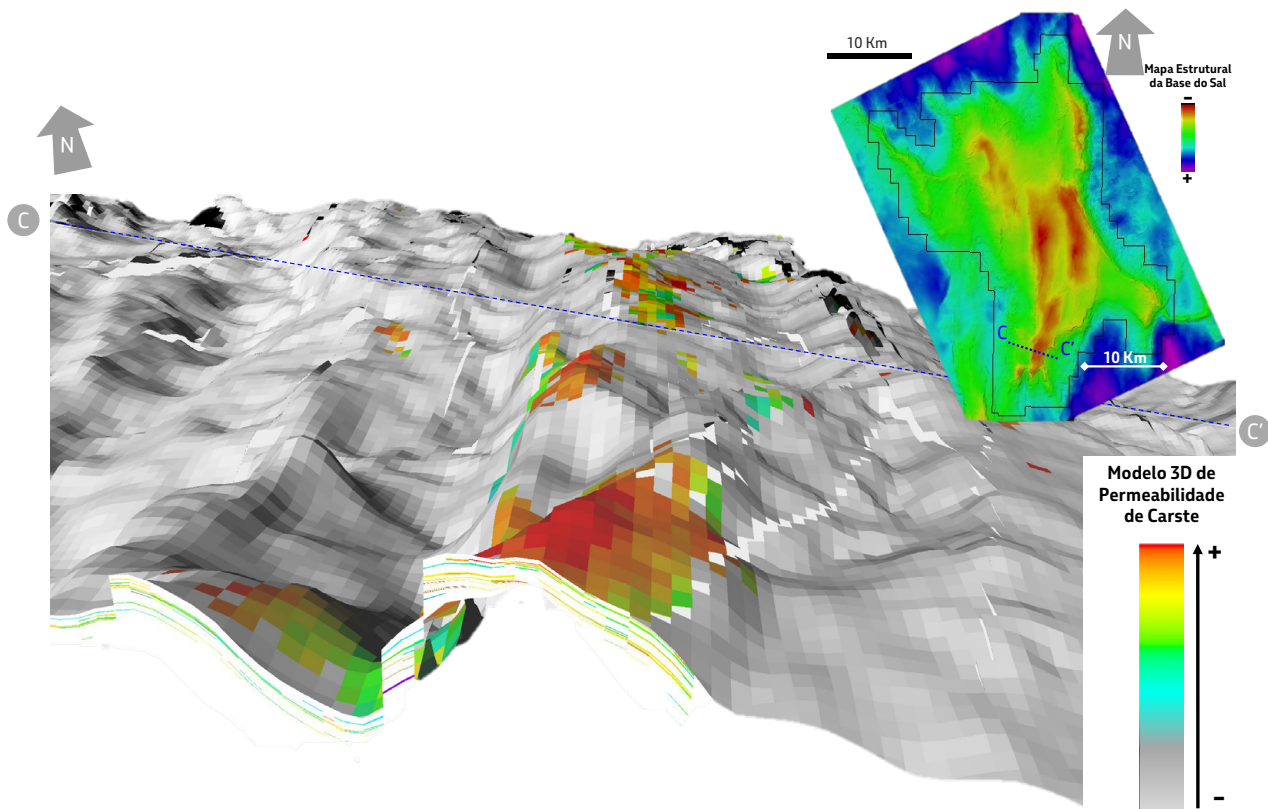 10 Km
N
Mapa Estrutural
da Base do Sal
-
+
N
C
C
C'
10 Km
C'
Modelo 3D de
Permeabilidade
de Carste
+
-